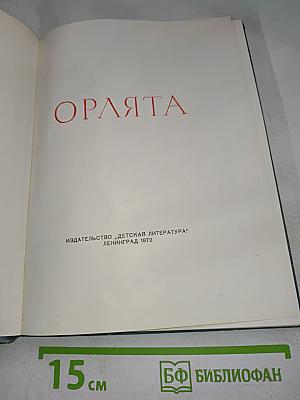 ОРЛЯТА
ИЗДАТЕЛЬСТВО „ДЕТСКАЯ ЛИТЕРАТУРА"
ЛЕНИНГРАД 1972
15 СМ
БФ БИБЛИОФАН